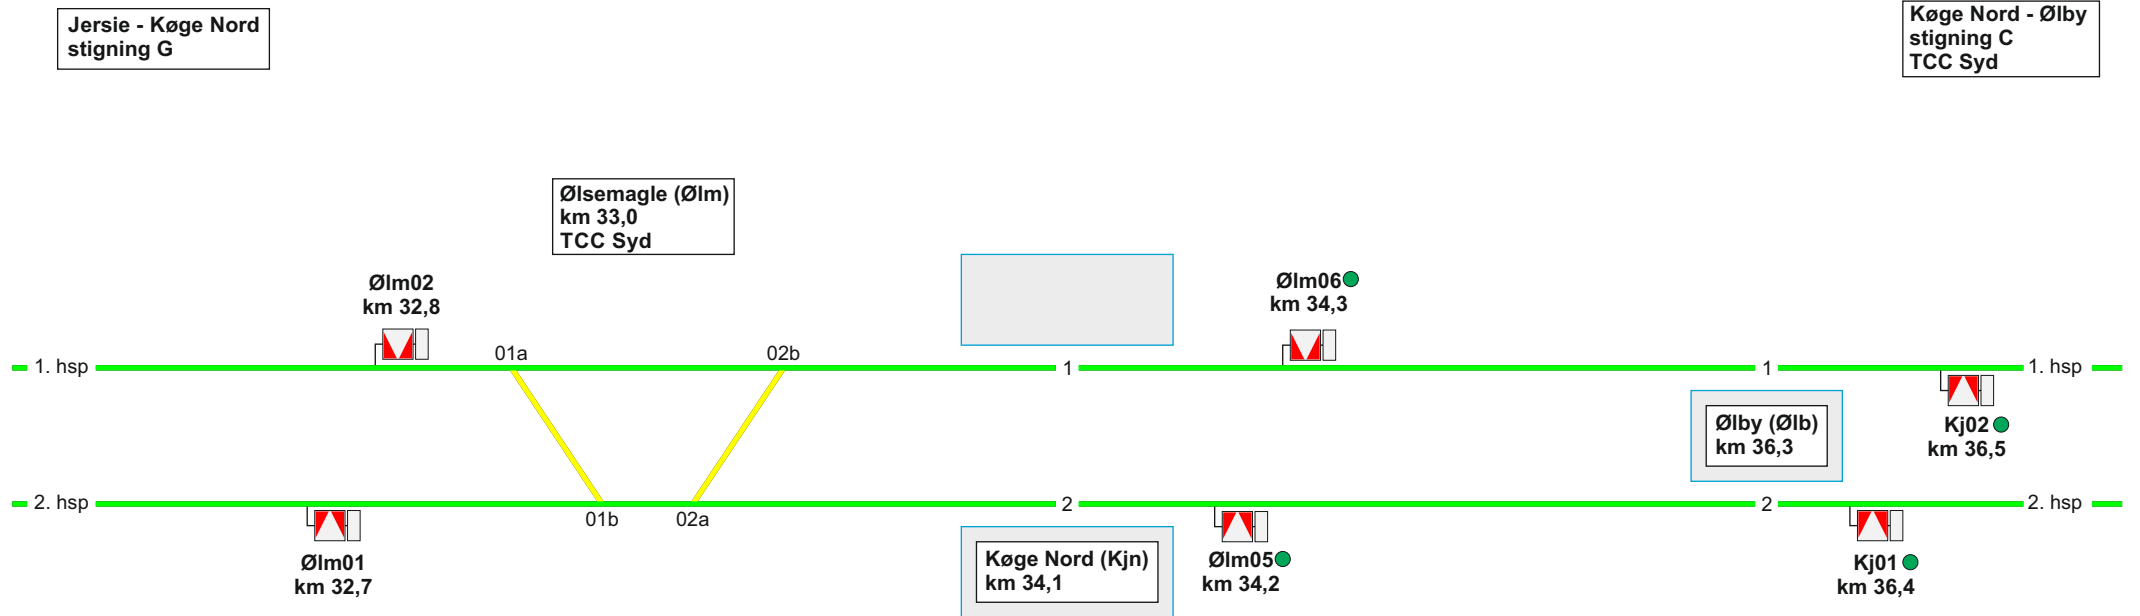 Jersie - Køge Nord
stigning G
Køge Nord - Ølby
stigning C
TCC Syd
Ølsemagle (Ølm)
km 33,0
TCC Syd
Ølm02
km 32,8
Ølm06
km 34,3
01a
02b
1. hsp
1
1
1. hsp
Ølby (Ølb)
km 36,3
Kj02
km 36,5
2. hsp
2
2
2. hsp
01b
02a
Ølm01
km 32,7
Køge Nord (Kjn)
km 34,1
Ølm05
km 34,2
Kj01
km 36,4